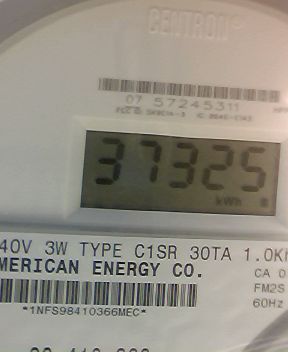 CENTRON®
07 57245311
37325
kWh
40V 3W TYPE C1SR 30TA 1.0Kh
MERICAN ENERGY CO.
CA 0
FM2S
60Hz
*1NFS98410366MEC*